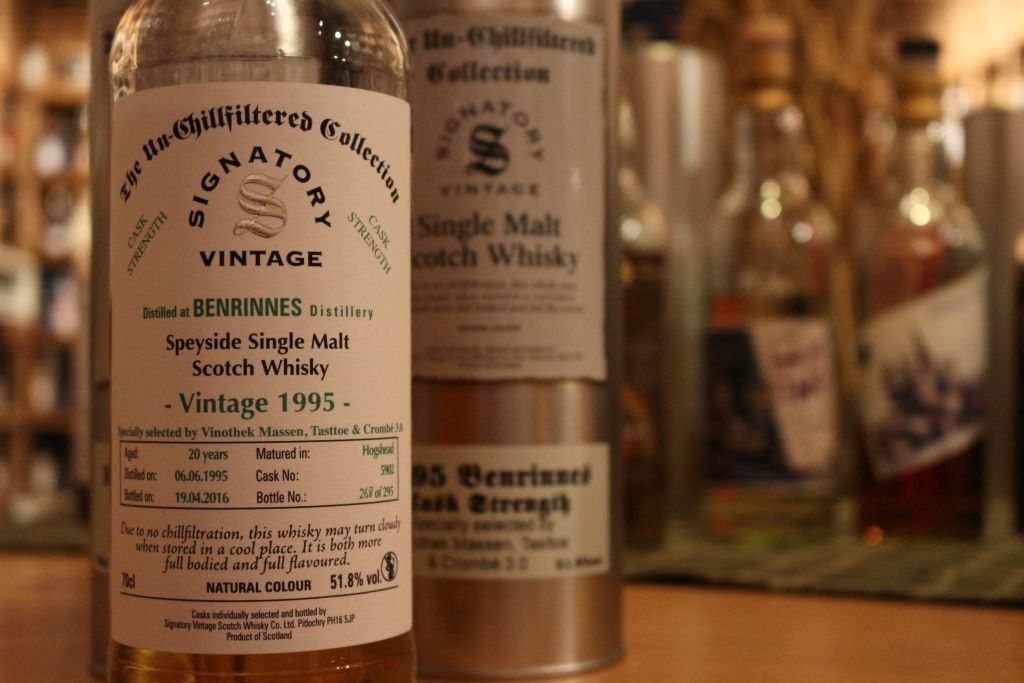 The Un-Chillfiltered Collection
SIGNATORY
S
VINTAGE
CASK STRENGTH
CASK STRENGTH
Distilled at BENRINNES Distillery
Speyside Single Malt
Scotch Whisky
- Vintage 1995 -
Specially selected by Vinothek Massen, Tasttoe & Crombé 3.0
Aged: 20 years Matured in: Hogshead
Distilled on: 06.06.1995 Cask No: 5902
Bottled on: 19.04.2016 Bottle No.: 268 of 295
Due to no chillfiltration, this whisky may turn cloudy
when stored in a cool place. It is both more
full bodied and full flavoured.
70cl NATURAL COLOUR 51.8% vol.
Casks individually selected and bottled by
Signatory Vintage Scotch Whisky Co. Ltd. Pitlochry PH16 5JP
Product of Scotland
Un-Chillfiltered
Collection
SIGNATORY
S
VINTAGE
Single Malt
cotch Whisky
95 Benrinnes
Cask Strength
pecially selected by
othek Massen, Tasttoe
& Crombé 3.0